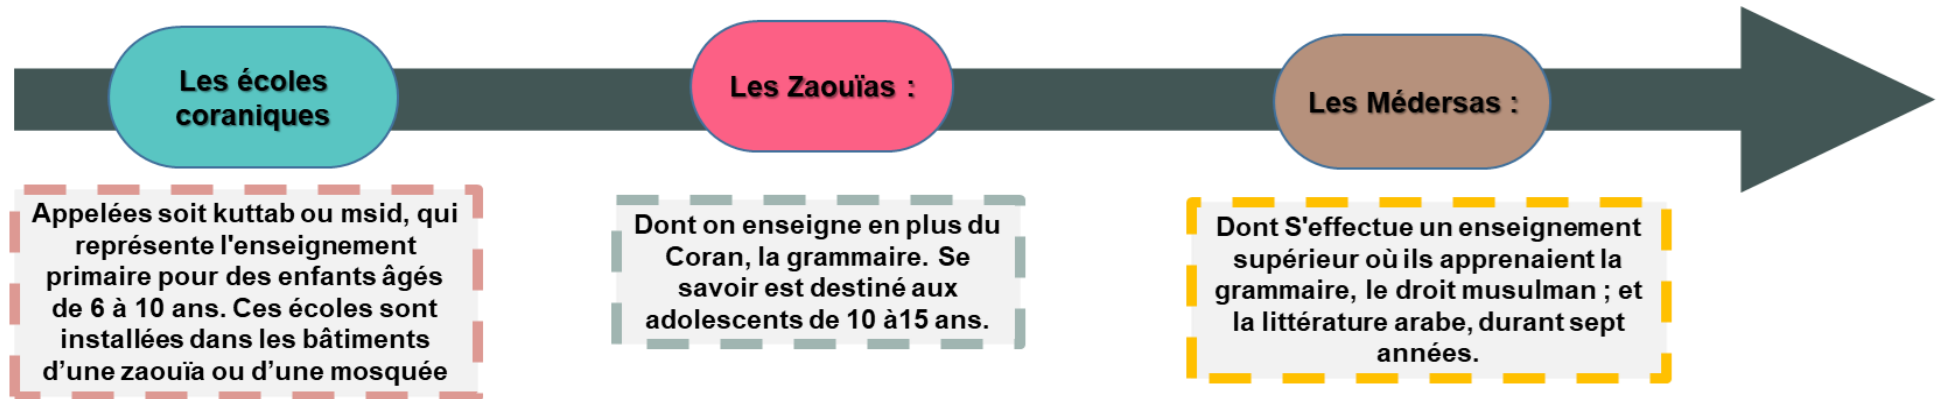 Les écoles
coraniques
Appelées soit kuttab ou msid, qui
représente l'enseignement
primaire pour des enfants âgés
de 6 à 10 ans. Ces écoles sont
installées dans les bâtiments
d’une zaouïa ou d’une mosquée
Les Zaouïas :
Dont on enseigne en plus du
Coran, la grammaire. Se
savoir est destiné aux
adolescents de 10 à15 ans.
Les Médersas :
Dont S'effectue un enseignement
supérieur où ils apprenaient la
grammaire, le droit musulman ; et
la littérature arabe, durant sept
années.